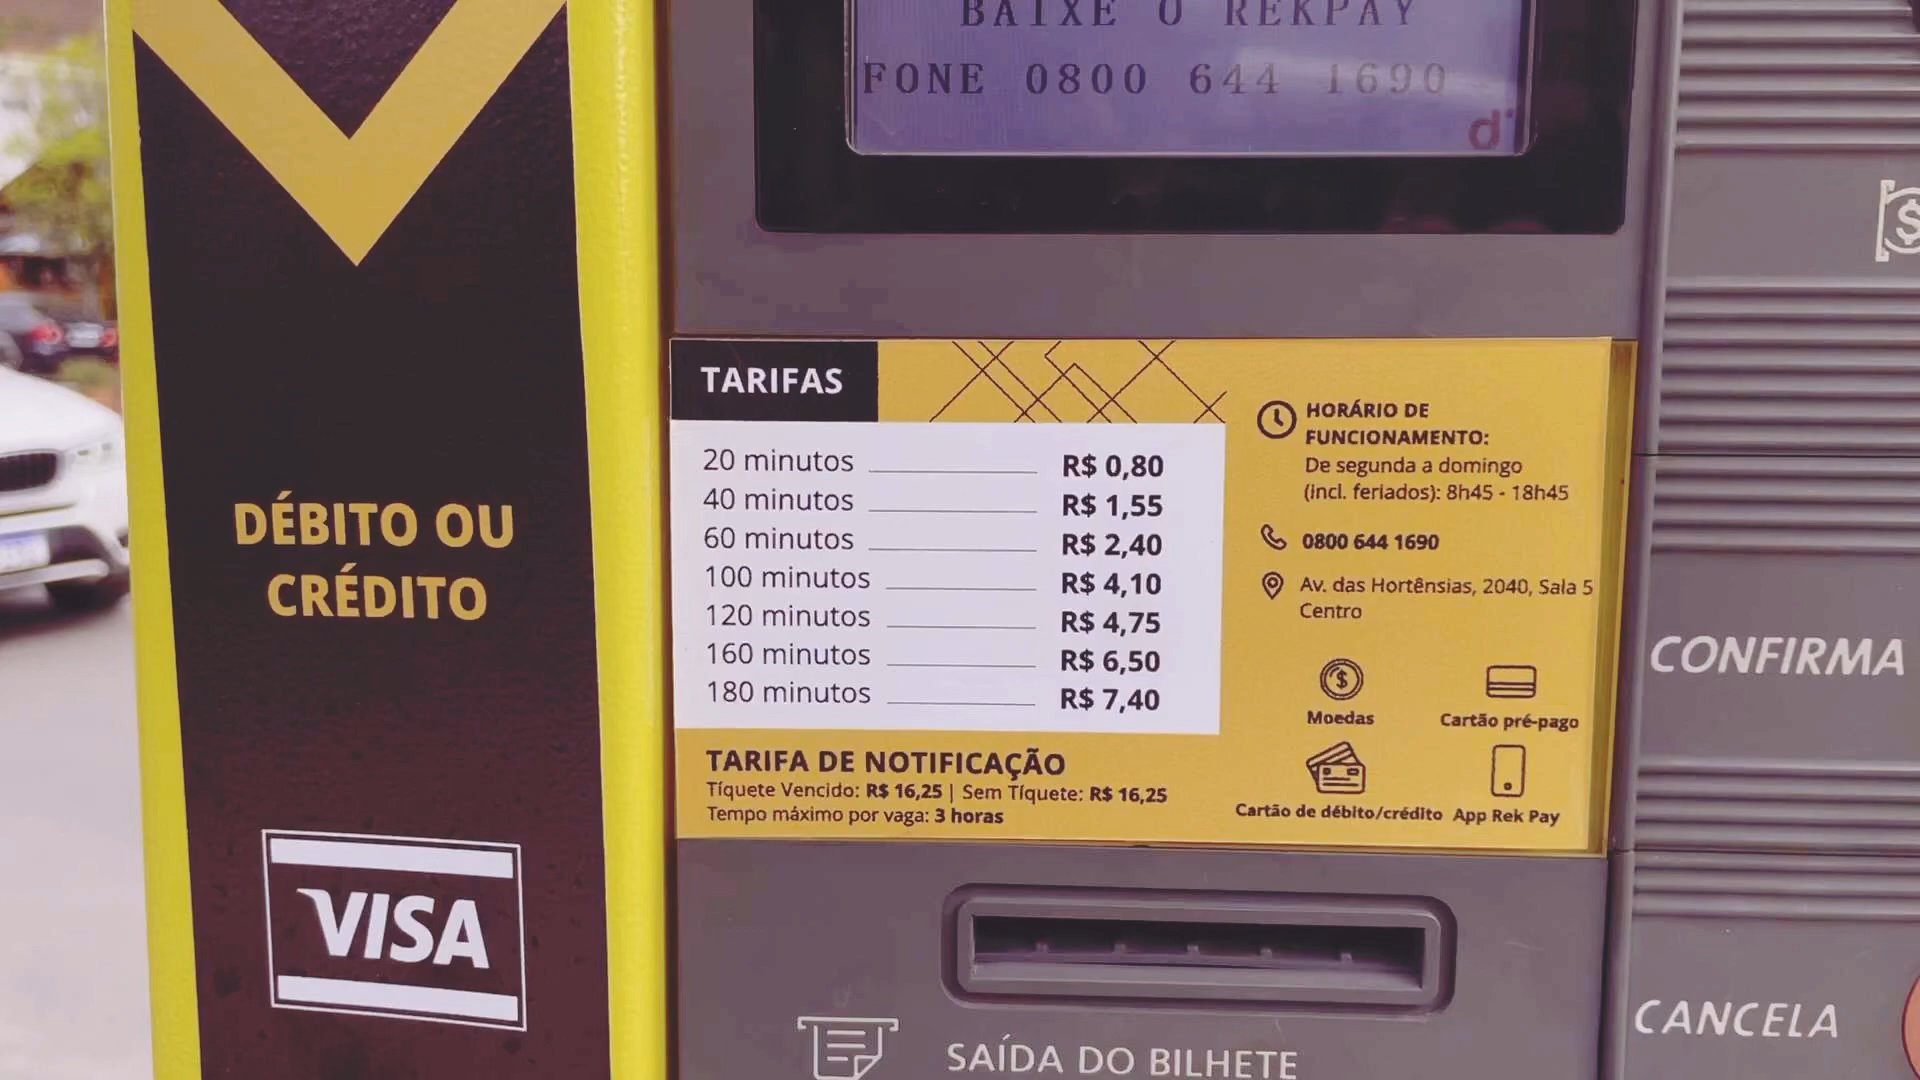 BAIXE O REKPAY
FONE 0800 644 1690
DÉBITO OU
CRÉDITO
VISA
TARIFAS
20 minutos R$ 0,80
40 minutos R$ 1,55
60 minutos R$ 2,40
100 minutos R$ 4,10
120 minutos R$ 4,75
160 minutos R$ 6,50
180 minutos R$ 7,40
TARIFA DE NOTIFICAÇÃO
Tíquete Vencido: R$ 16,25 | Sem Tíquete: R$ 16,25
Tempo máximo por vaga: 3 horas
HORÁRIO DE
FUNCIONAMENTO:
De segunda a domingo
(incl. feriados): 8h45 - 18h45
0800 644 1690
Av. das Hortênsias, 2040, Sala 5
Centro
Moedas
Cartão pré-pago
Cartão de débito/crédito
App Rek Pay
SAÍDA DO BILHETE
CONFIRMA
CANCELA